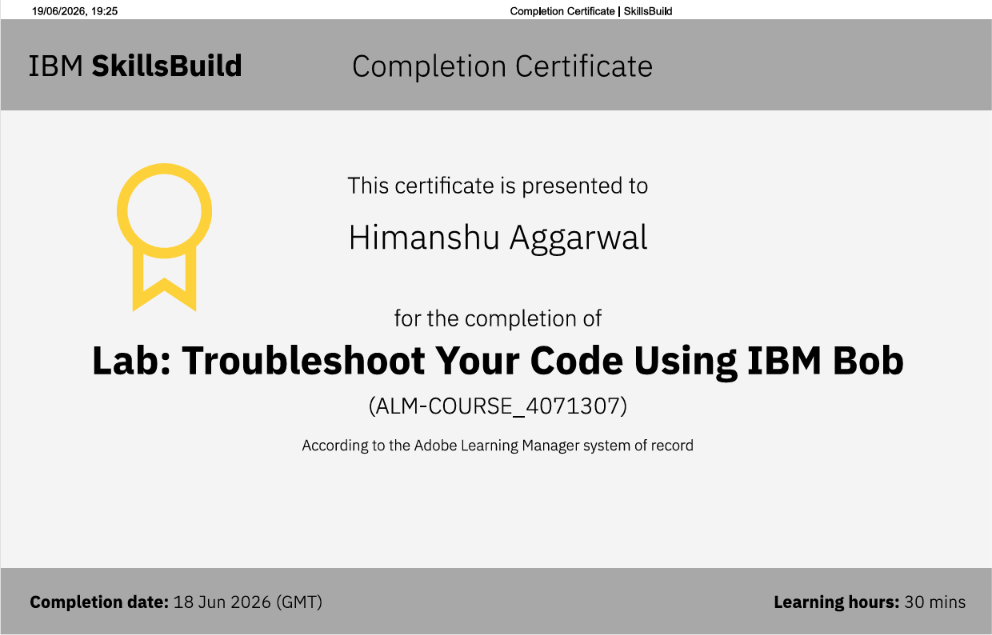 19/06/2026, 19:25 Completion Certificate | SkillsBuild
IBM SkillsBuild Completion Certificate
This certificate is presented to
Himanshu Aggarwal
for the completion of
Lab: Troubleshoot Your Code Using IBM Bob
(ALM-COURSE_4071307)
According to the Adobe Learning Manager system of record
Completion date: 18 Jun 2026 (GMT) Learning hours: 30 mins